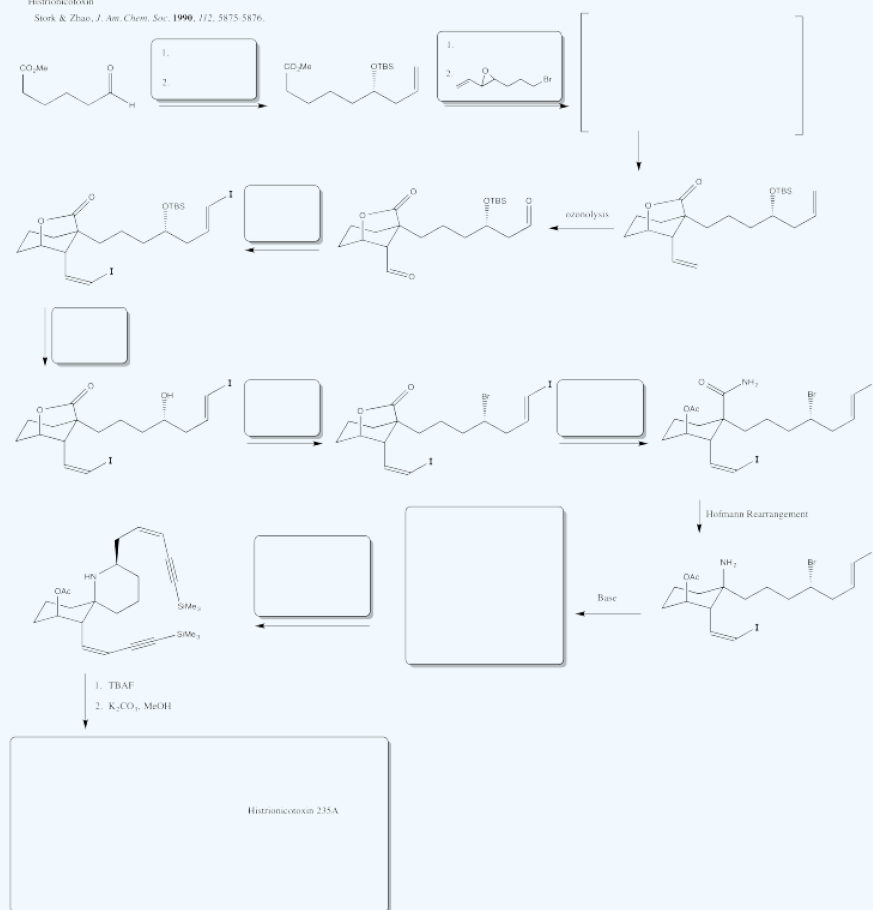 Histrionicotoxin
Stork & Zhao, J. Am. Chem. Soc. 1990, 112, 5875-5876.
CO₂Me
O
H
1.
2.
CO₂Me
OTBS
1.
2.
O
Br
O
O
OTBS
I
I
O
O
OTBS
O
O
ozonolysis
O
O
OTBS
O
O
OH
I
I
O
O
Br
I
I
O
NH₂
OAc
Br
I
Hofmann Rearrangement
HN
OAc
SiMe₃
SiMe₃
Base
NH₂
OAc
Br
I
1. TBAF
2. K₂CO₃, MeOH
Histrionicotoxin 235A